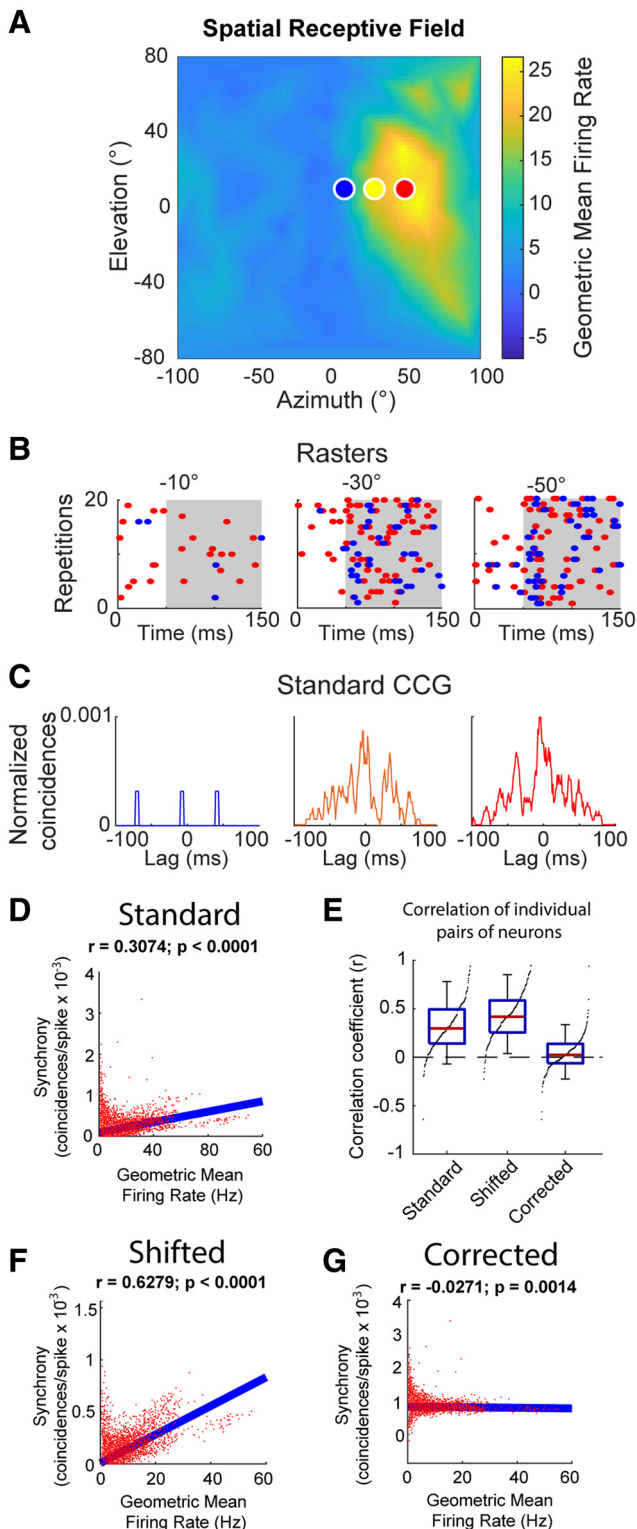 A
Spatial Receptive Field
80
40
0
-40
-80
Elevation (°)
-100
-50
0
50
100
Azimuth (°)
25
20
15
10
5
0
-5
Geometric Mean Firing Rate
B
Rasters
-10°
-30°
-50°
20
0
Repetitions
0 150
0 150
0 150
Time (ms)
Time (ms)
Time (ms)
C
Standard CCG
0.001
0
Normalized
coincidences
-100 0 100
-100 0 100
-100 0 100
Lag (ms)
Lag (ms)
Lag (ms)
D
Standard
r = 0.3074; p < 0.0001
4
3
2
1
0
Synchrony
(coincidences/spike x 10-3)
0 20 40 80 60
Geometric Mean
Firing Rate (Hz)
E
Correlation of individual
pairs of neurons
1
0.5
0
-0.5
-1
Correlation coefficient (r)
Standard
Shifted
Corrected
F
Shifted
r = 0.6279; p < 0.0001
1.5
1
0.5
0
Synchrony
(coincidences/spike x 10-3)
0 20 40 60
Geometric Mean
Firing Rate (Hz)
G
Corrected
r = -0.0271; p = 0.0014
4
3
2
1
0
Synchrony
(coincidences/spike x 10-3)
0 20 40 60
Geometric Mean
Firing Rate (Hz)